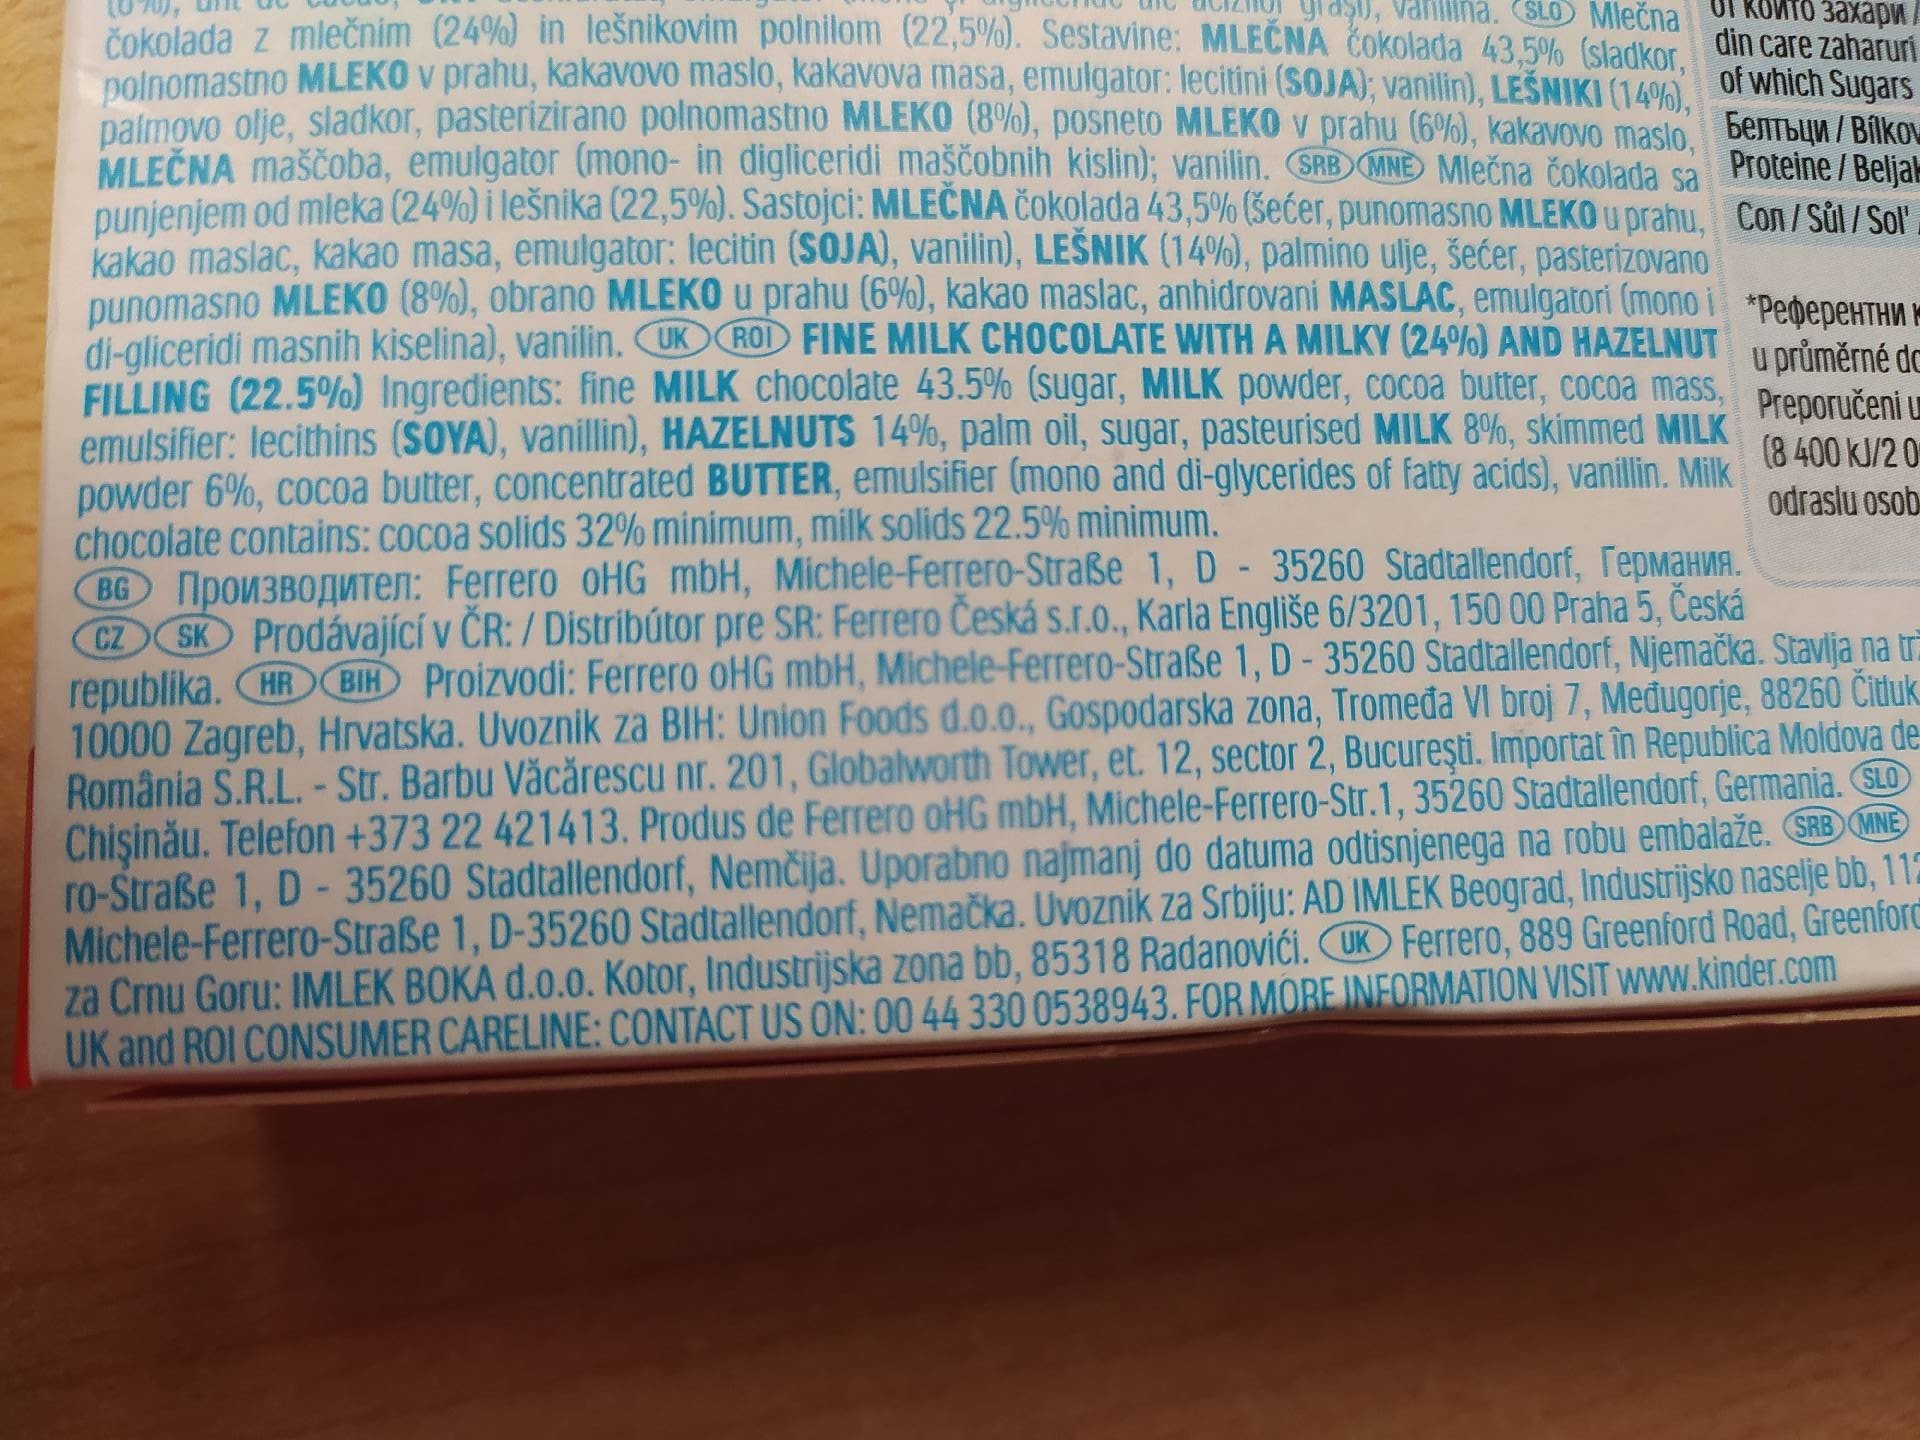 čokolada z mlečnim (24%) in lešnikovim polnilom (22,5%). Sestavine: MLEČNA čokolada 43,5% (sladkor,
polnomastno MLEKO v prahu, kakavovo maslo, kakavova masa, emulgator: lecitini (SOJA); vanilin), LEŠNIKI (14%),
palmovo olje, sladkor, pasterizirano polnomastno MLEKO (8%), posneto MLEKO v prahu (6%), kakavovo maslo,
MLEČNA maščoba, emulgator (mono- in digliceridi maščobnih kislin); vanilin. SRB MNE Mlečna čokolada sa
punjenjem od mleka (24%) i lešnika (22,5%). Sastojci: MLEČNA čokolada 43,5% (šećer, punomasno MLEKO u prahu,
kakao maslac, kakao masa, emulgator: lecitin (SOJA), vanilin), LEŠNIK (14%), palmino ulje, šećer, pasterizovano
punomasno MLEKO (8%), obrano MLEKO u prahu (6%), kakao maslac, anhidrovani MASLAC, emulgatori (mono i
di-gliceridi masnih kiselina), vanilin. UK ROI FINE MILK CHOCOLATE WITH A MILKY (24%) AND HAZELNUT
FILLING (22.5%) Ingredients: fine MILK chocolate 43.5% (sugar, MILK powder, cocoa butter, cocoa mass,
emulsifier: lecithins (SOYA), vanillin), HAZELNUTS 14%, palm oil, sugar, pasteurised MILK 8%, skimmed MILK
powder 6%, cocoa butter, concentrated BUTTER, emulsifier (mono and di-glycerides of fatty acids), vanillin. Milk
chocolate contains: cocoa solids 32% minimum, milk solids 22.5% minimum.
BG Производител: Ferrero oHG mbH, Michele-Ferrero-Straße 1, D - 35260 Stadtallendorf, Германия.
CZ SK Prodávající v ČR: / Distribútor pre SR: Ferrero Česká s.r.o., Karla Engliše 6/3201, 150 00 Praha 5, Česká
republika. HR BIH Proizvodi: Ferrero oHG mbH, Michele-Ferrero-Straße 1, D - 35260 Stadtallendorf, Njemačka. Stavlja na
10000 Zagreb, Hrvatska. Uvoznik za BIH: Union Foods d.o.o., Gospodarska zona, Tromeđa VI broj 7, Međugorje, 88260 Čitluk
România S.R.L. - Str. Barbu Văcărescu nr. 201, Globalworth Tower, et. 12, sector 2, Bucureşti. Importat în Republica Moldova de
Chişinău. Telefon +373 22 421413. Produs de Ferrero oHG mbH, Michele-Ferrero-Str.1, 35260 Stadtallendorf, Germania. SLO
ro-Straße 1, D - 35260 Stadtallendorf, Nemčija. Uporabno najmanj do datuma odtisnjenega na robu embalaže. SRB MNE
Michele-Ferrero-Straße 1, D-35260 Stadtallendorf, Nemačka. Uvoznik za Srbiju: AD IMLEK Beograd, Industrijsko naselje bb,
za Crnu Goru: IMLEK BOKA d.o.o. Kotor, Industrijska zona bb, 85318 Radanovići. UK Ferrero, 889 Greenford Road, Greenford
UK and ROI CONSUMER CARELINE: CONTACT US ON: 00 44 330 0538943. FOR MORE INFORMATION VISIT www.kinder.com
от които захари /
din care zaharuri
of which Sugars
Белтъци /
Proteine /
Сол / Sůl / Sol'
*Референтни
u průměrné
Preporučeni
(8 400 kJ/
odraslu